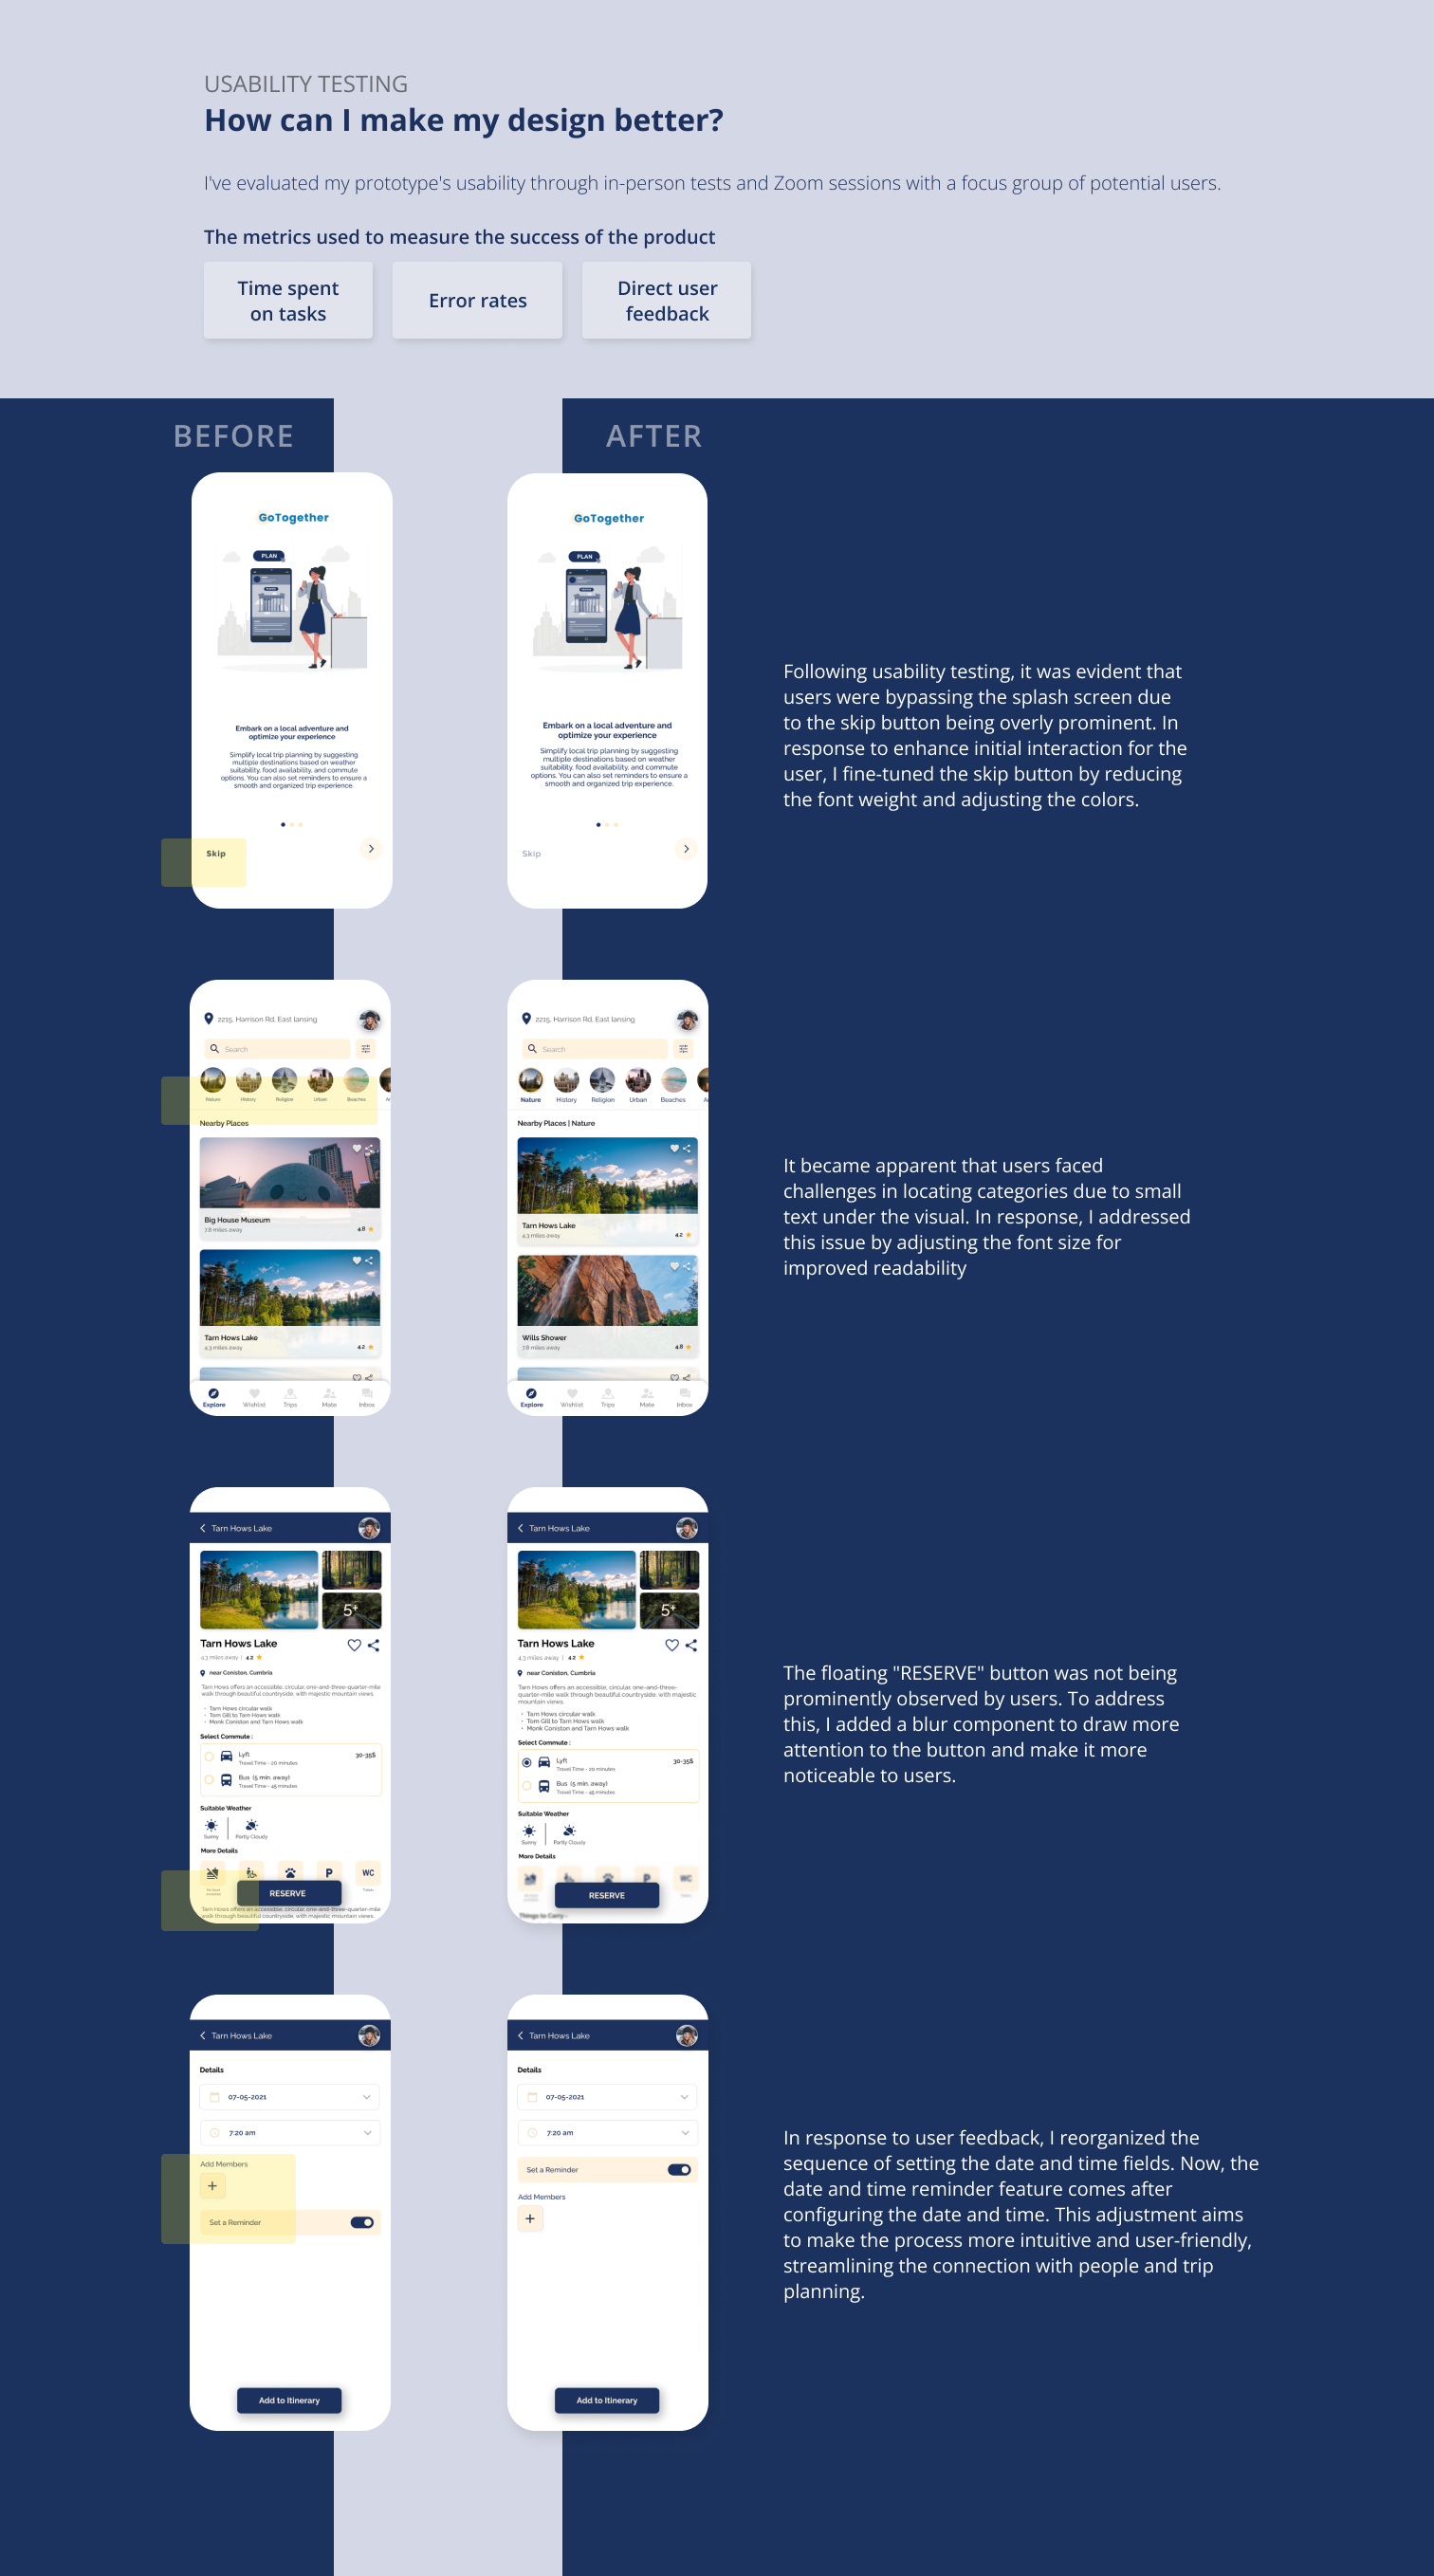 USABILITY TESTING
How can I make my design better?
I've evaluated my prototype's usability through in-person tests and Zoom sessions with a focus group of potential users.
The metrics used to measure the success of the product
Time spent
on tasks
Error rates
Direct user
feedback
BEFORE
AFTER
GoTogether
PLAN
Embark on a local adventure and
optimize your experience
Simplify local trip planning by suggesting
multiple destinations based on weather
suitability, food availability, and commute
options. You can also set reminders to ensure a
smooth and organized trip experience.
Skip
GoTogether
PLAN
Embark on a local adventure and
optimize your experience
Simplify local trip planning by suggesting
multiple destinations based on weather
suitability, food availability, and commute
options. You can also set reminders to ensure a
smooth and organized trip experience.
Skip
Following usability testing, it was evident that
users were bypassing the splash screen due
to the skip button being overly prominent. In
response to enhance initial interaction for the
user, I fine-tuned the skip button by reducing
the font weight and adjusting the colors.
2215, Harrison Rd, East lansing
Search
Nature History Religion Urban Beaches
Nearby Places
Big House Museum
7.8 miles away 4.8
Tarn Hows Lake
4.3 miles away 4.2
Explore Wishlist Trips Mate Inbox
2215, Harrison Rd, East lansing
Search
Nature History Religion Urban Beaches
Nearby Places | Nature
Tarn Hows Lake
4.3 miles away 4.2
Wills Shower
7.8 miles away 4.8
Explore Wishlist Trips Mate Inbox
It became apparent that users faced
challenges in locating categories due to small
text under the visual. In response, I addressed
this issue by adjusting the font size for
improved readability
Tarn Hows Lake
5+
Tarn Hows Lake
4.3 miles away | 4.2
near Coniston, Cumbria
Tarn Hows offers an accessible, circular, one-and-three-quarter-mile
walk through beautiful countryside, with majestic mountain views.
• Tarn Hows circular walk
• Tom Gill to Tarn Hows walk
• Monk Coniston and Tarn Hows walk
Select Commute :
Lyft 30-35$
Travel Time - 20 minutes
Bus (5 min. away)
Travel Time - 45 minutes
Suitable Weather
Sunny Partly Cloudy
More Details
P WC
RESERVE
Tarn Hows offers an accessible, circular, one-and-three-quarter-mile
walk through beautiful countryside, with majestic mountain views.
Tarn Hows Lake
5+
Tarn Hows Lake
4.3 miles away | 4.2
near Coniston, Cumbria
Tarn Hows offers an accessible, circular, one-and-three-
quarter-mile walk through beautiful countryside, with majestic
mountain views.
• Tarn Hows circular walk
• Tom Gill to Tarn Hows walk
• Monk Coniston and Tarn Hows walk
Select Commute :
Lyft 30-35$
Travel Time - 20 minutes
Bus (5 min. away)
Travel Time - 45 minutes
Suitable Weather
Sunny Partly Cloudy
More Details
P WC
RESERVE
Things to Carry -
The floating "RESERVE" button was not being
prominently observed by users. To address
this, I added a blur component to draw more
attention to the button and make it more
noticeable to users.
Tarn Hows Lake
Details
07-05-2021
7:20 am
Add Members
+
Set a Reminder
Add to Itinerary
Tarn Hows Lake
Details
07-05-2021
7:20 am
Set a Reminder
Add Members
+
Add to Itinerary
In response to user feedback, I reorganized the
sequence of setting the date and time fields. Now, the
date and time reminder feature comes after
configuring the date and time. This adjustment aims
to make the process more intuitive and user-friendly,
streamlining the connection with people and trip
planning.